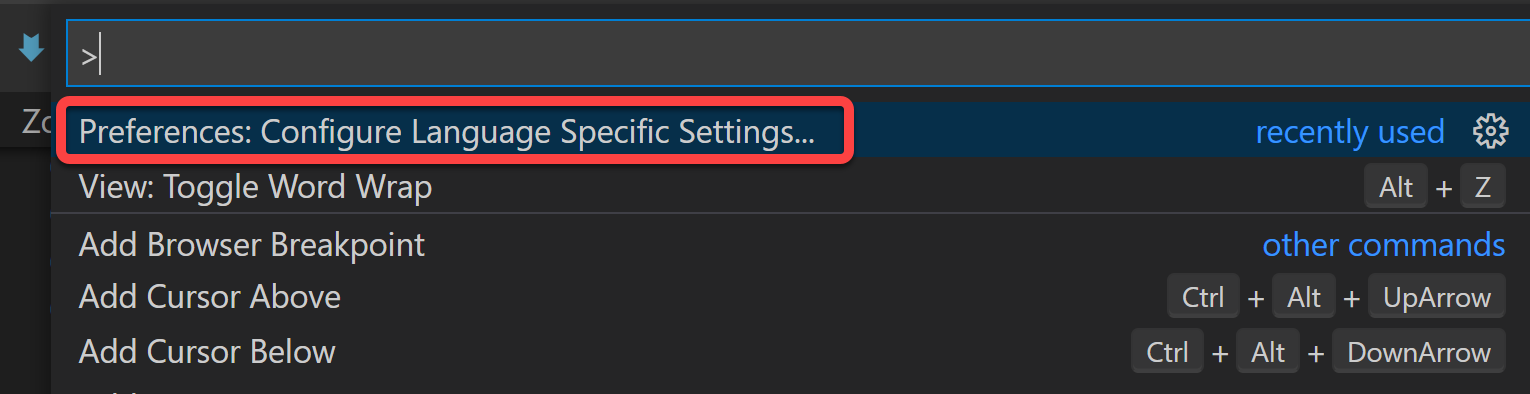 >
Zo
Preferences: Configure Language Specific Settings... recently used
View: Toggle Word Wrap Alt + Z
Add Browser Breakpoint other commands
Add Cursor Above Ctrl + Alt + UpArrow
Add Cursor Below Ctrl + Alt + DownArrow